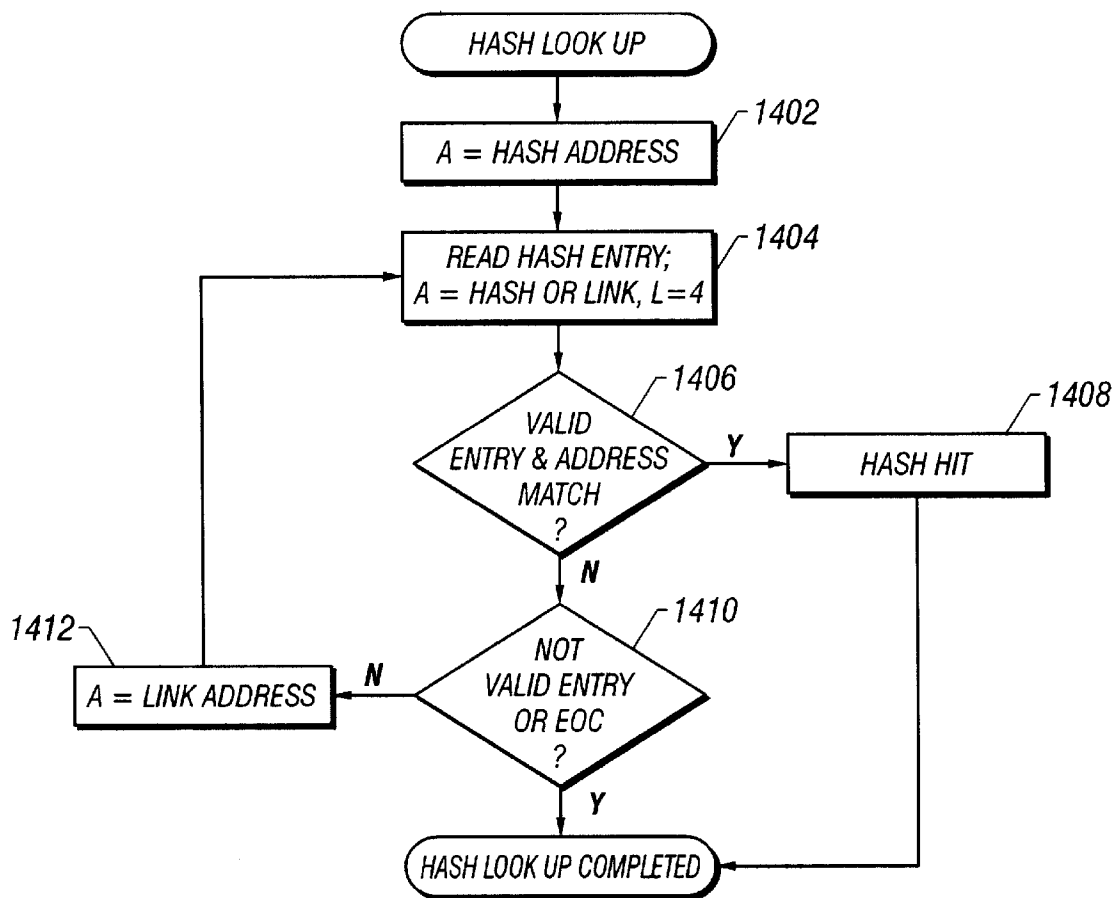 HASH LOOK UP
1402
A = HASH ADDRESS
1404
READ HASH ENTRY;
A = HASH OR LINK, L=4
1406
VALID
ENTRY & ADDRESS
MATCH
?
Y
1408
HASH HIT
N
1410
NOT
VALID ENTRY
OR EOC
?
N
1412
A = LINK ADDRESS
Y
HASH LOOK UP COMPLETED